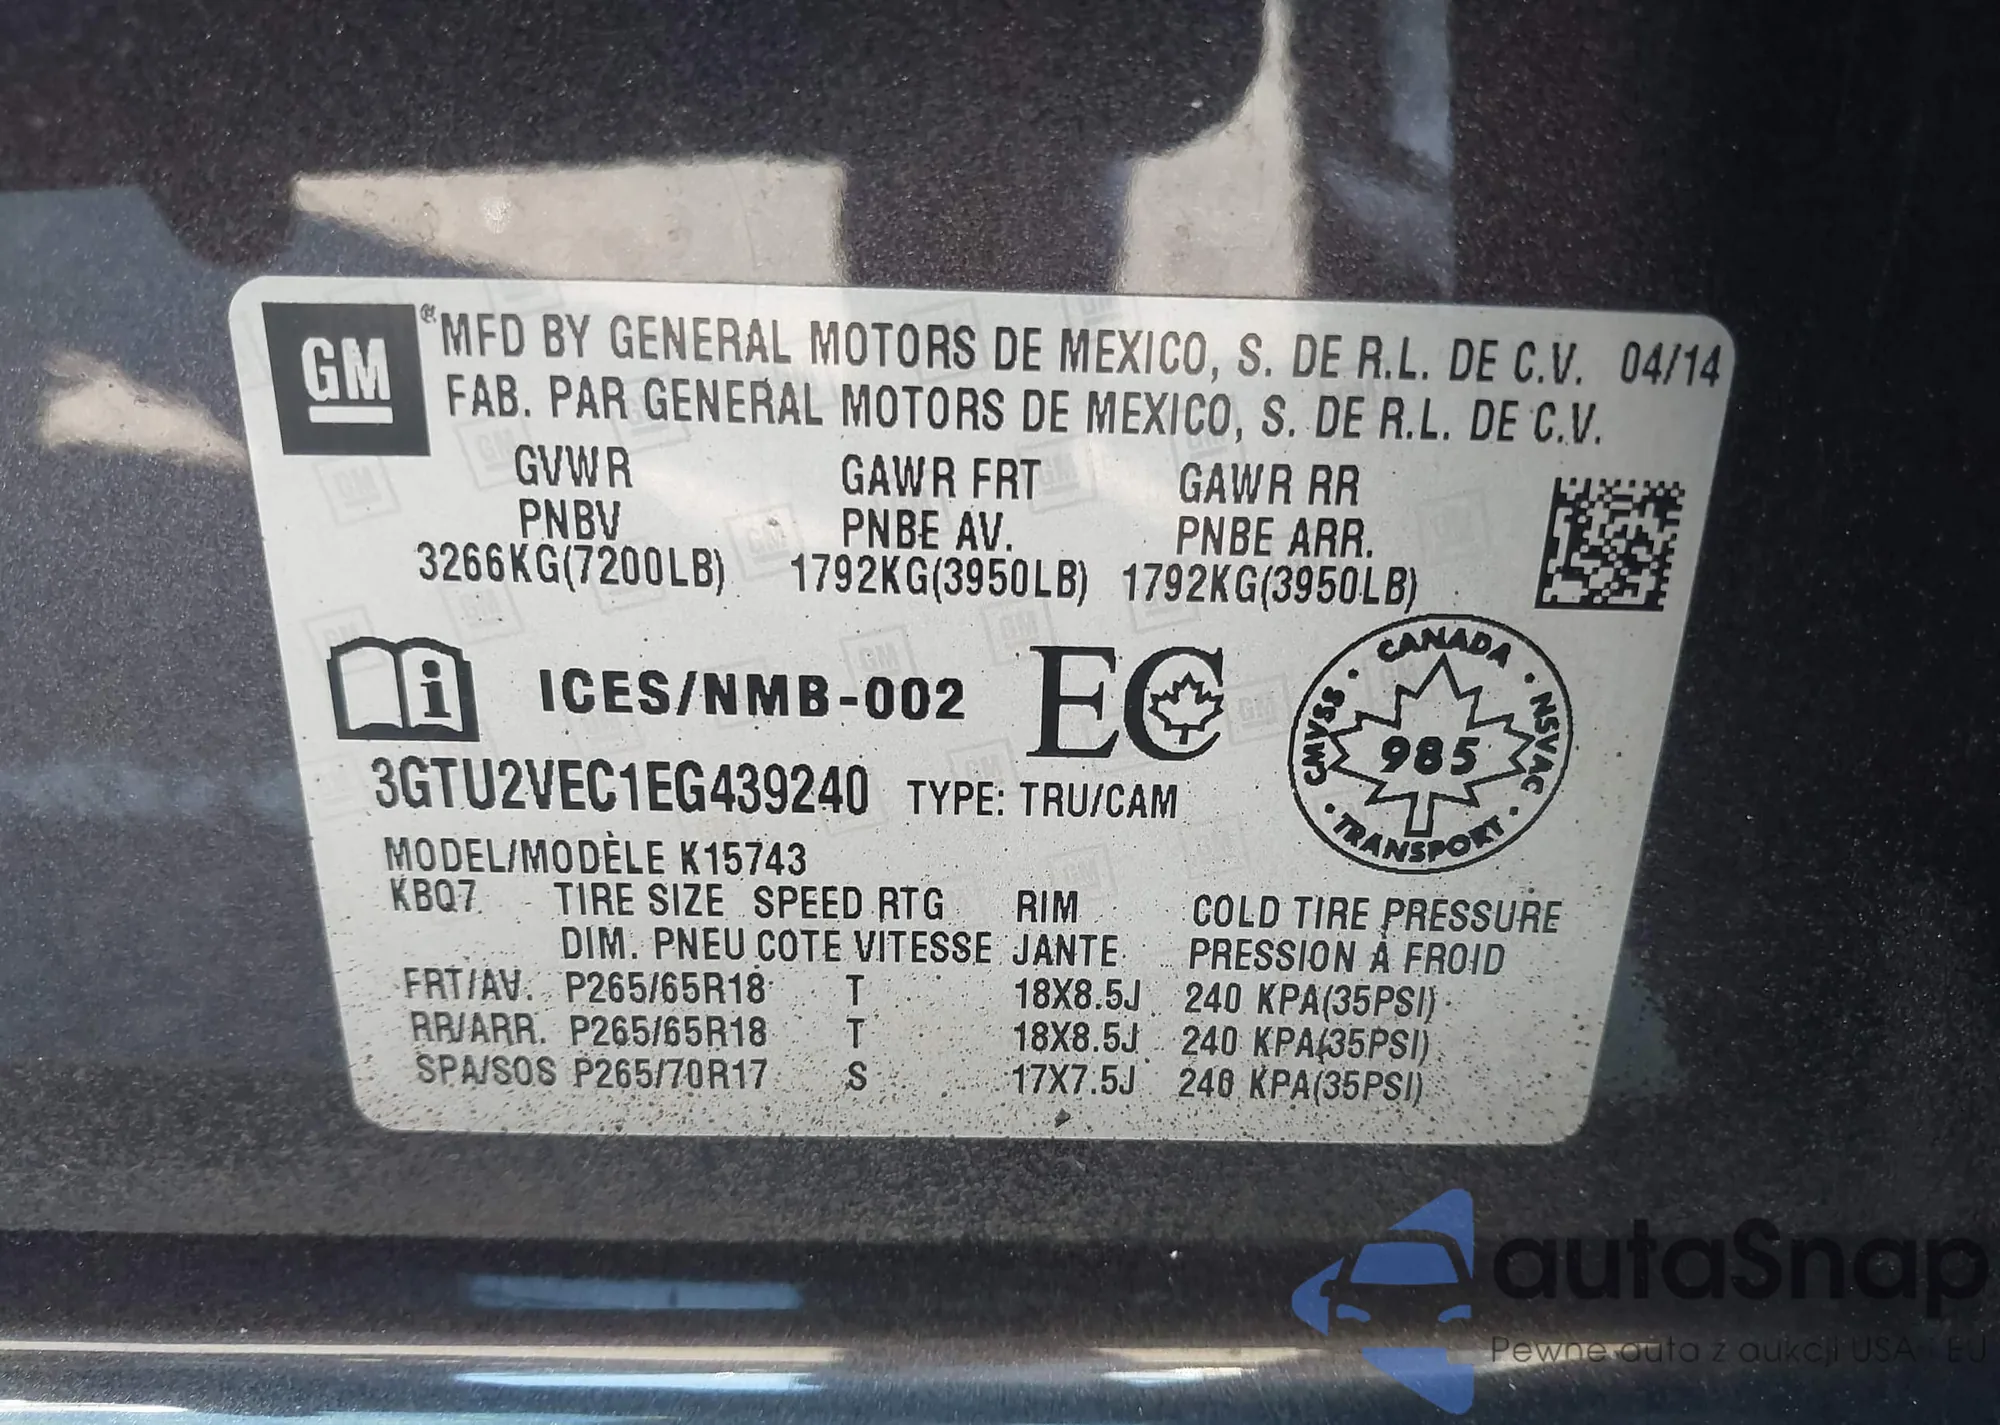 GM
®MFD BY GENERAL MOTORS DE MEXICO, S. DE R.L. DE C.V. 04/14
FAB. PAR GENERAL MOTORS DE MEXICO, S. DE R.L. DE C.V.
GVWR GAWR FRT GAWR RR
PNBV PNBE AV. PNBE ARR.
3266KG(7200LB) 1792KG(3950LB) 1792KG(3950LB)
i ICES/NMB-002 EC
CANADA
CMVSS · NSVAC
985
TRANSPORT
3GTU2VEC1EG439240 TYPE: TRU/CAM
MODEL/MODÈLE K15743
KBQ7 TIRE SIZE SPEED RTG RIM COLD TIRE PRESSURE
DIM. PNEU COTE VITESSE JANTE PRESSION À FROID
FRT/AV. P265/65R18 T 18X8.5J 240 KPA(35PSI)
RR/ARR. P265/65R18 T 18X8.5J 240 KPA(35PSI)
SPA/SOS P265/70R17 S 17X7.5J 240 KPA(35PSI)
autaSnap
Pewne auta z aukcji USA i EU